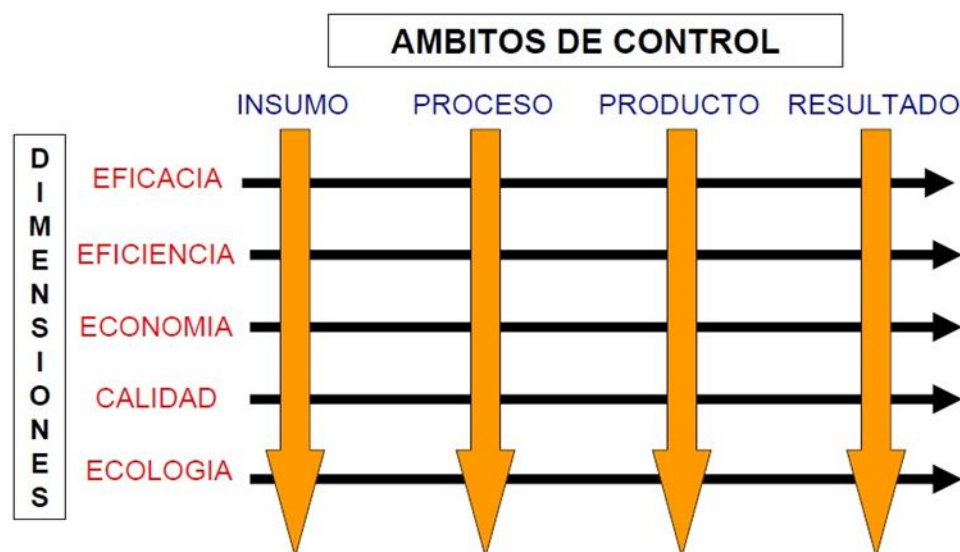 AMBITOS DE CONTROL
INSUMO PROCESO PRODUCTO RESULTADO
DIMENSIONES
EFICACIA
EFICIENCIA
ECONOMIA
CALIDAD
ECOLOGIA